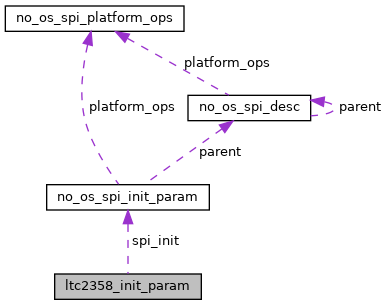 no_os_spi_platform_ops
platform_ops
platform_ops
no_os_spi_desc
parent
parent
no_os_spi_init_param
spi_init
ltc2358_init_param